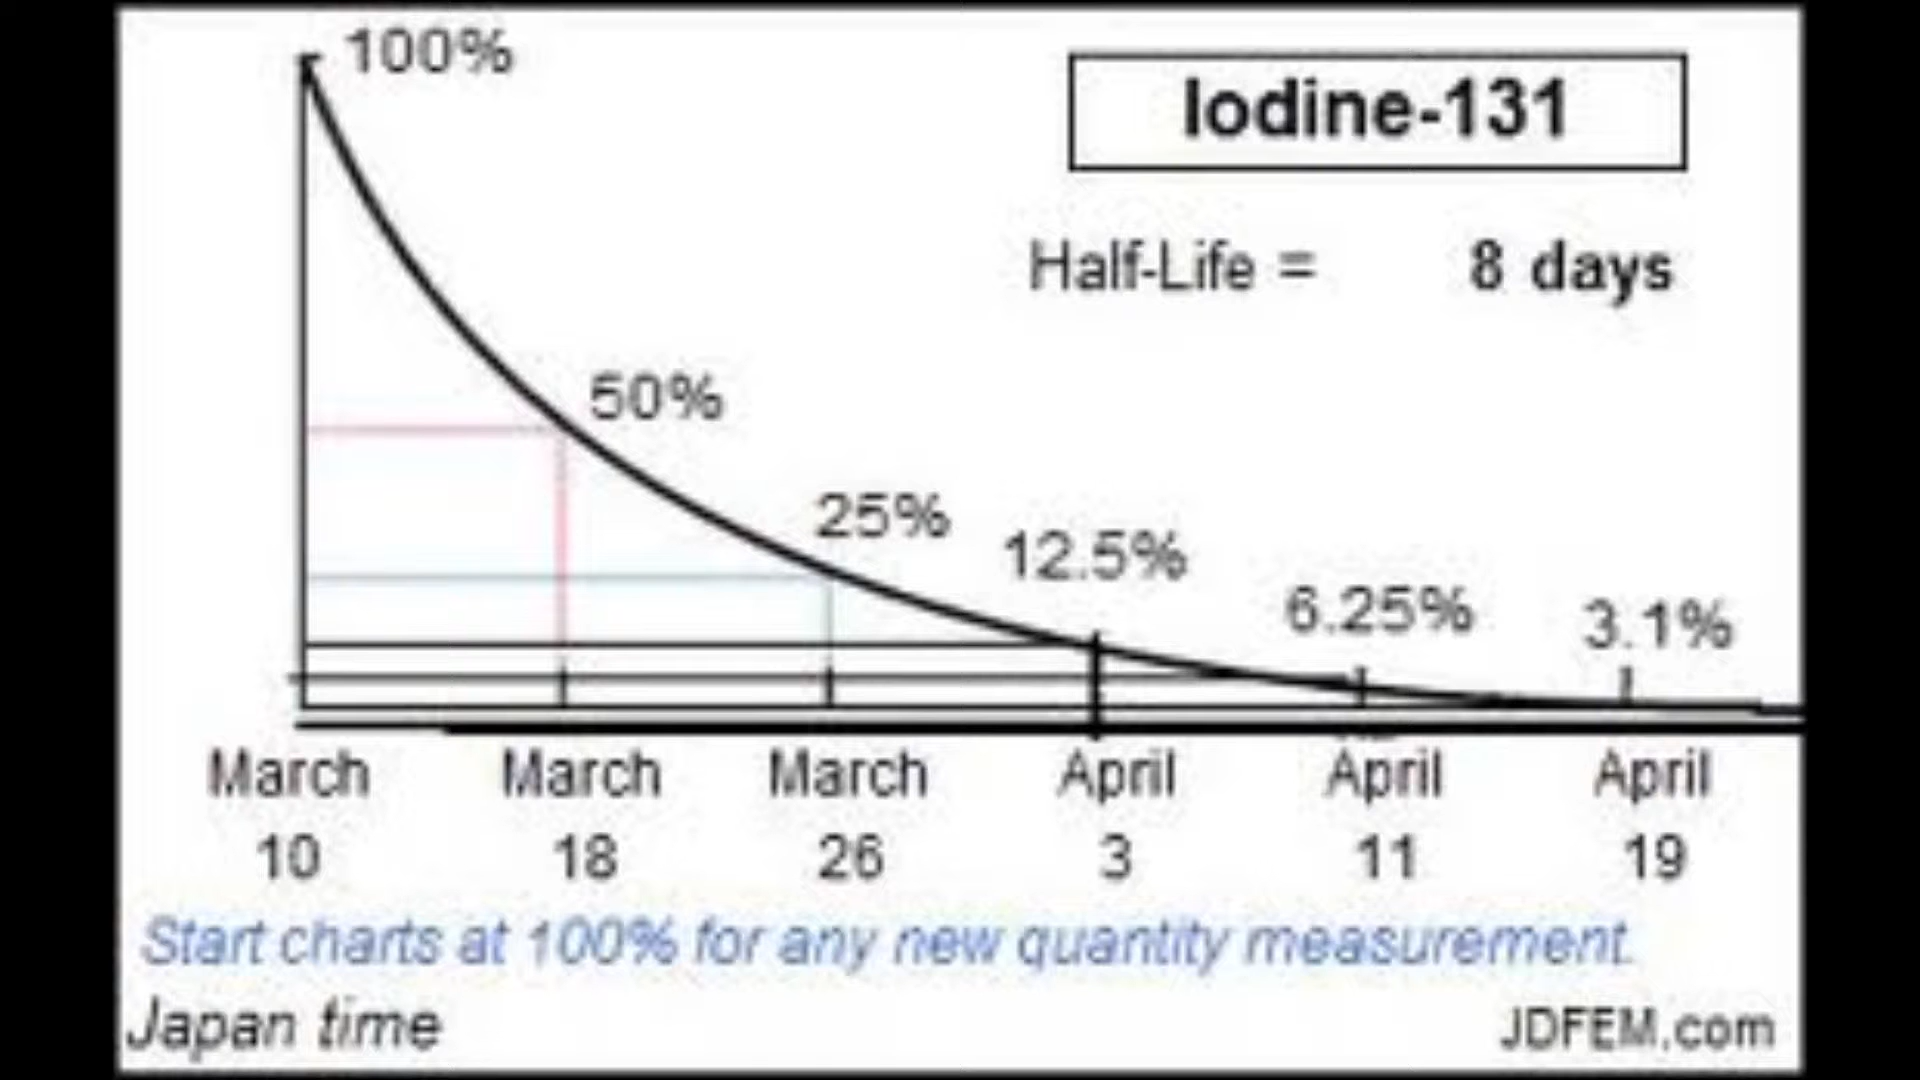 100%
Iodine-131
Half-Life = 8 days
50%
25%
12.5%
6.25%
3.1%
March March March April April April
10 18 26 3 11 19
Start charts at 100% for any new quantity measurement.
Japan time JDFEM.com